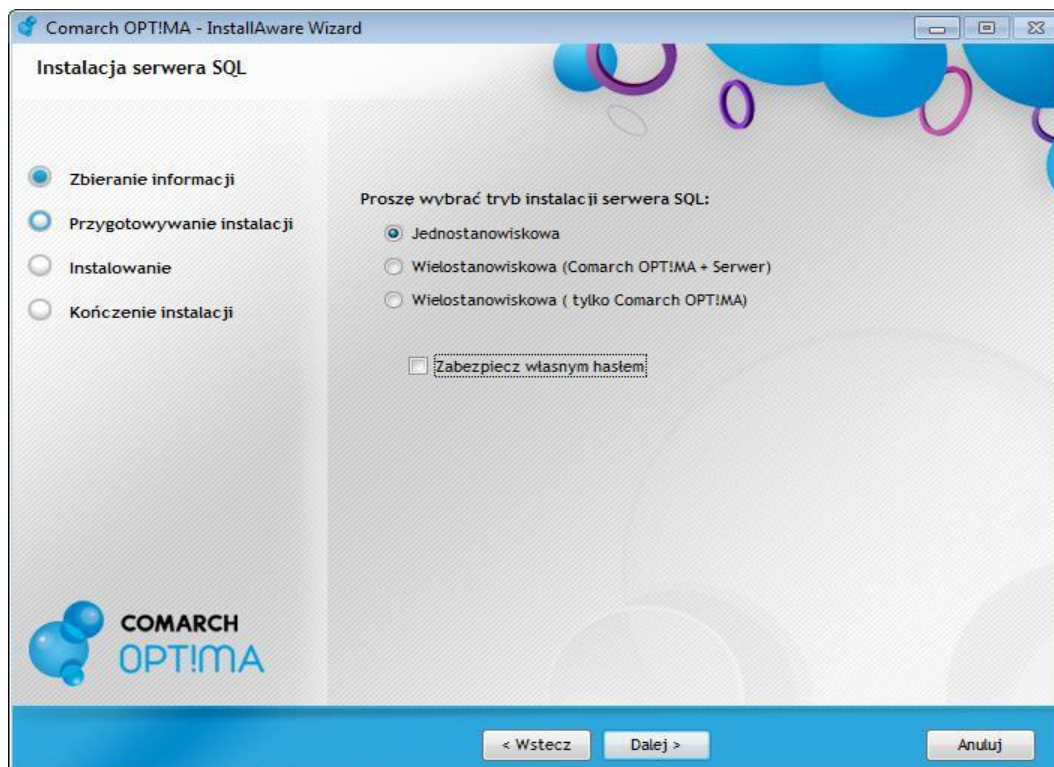 Comarch OPT!MA - InstallAware Wizard
Instalacja serwera SQL
Zbieranie informacji
Przygotowywanie instalacji
Instalowanie
Kończenie instalacji
Proszę wybrać tryb instalacji serwera SQL:
Jednostanowiskowa
Wielostanowiskowa (Comarch OPT!MA + Serwer)
Wielostanowiskowa ( tylko Comarch OPT!MA)
Zabezpiecz własnym hasłem
COMARCH
OPT!MA
< Wstecz
Dalej >
Anuluj